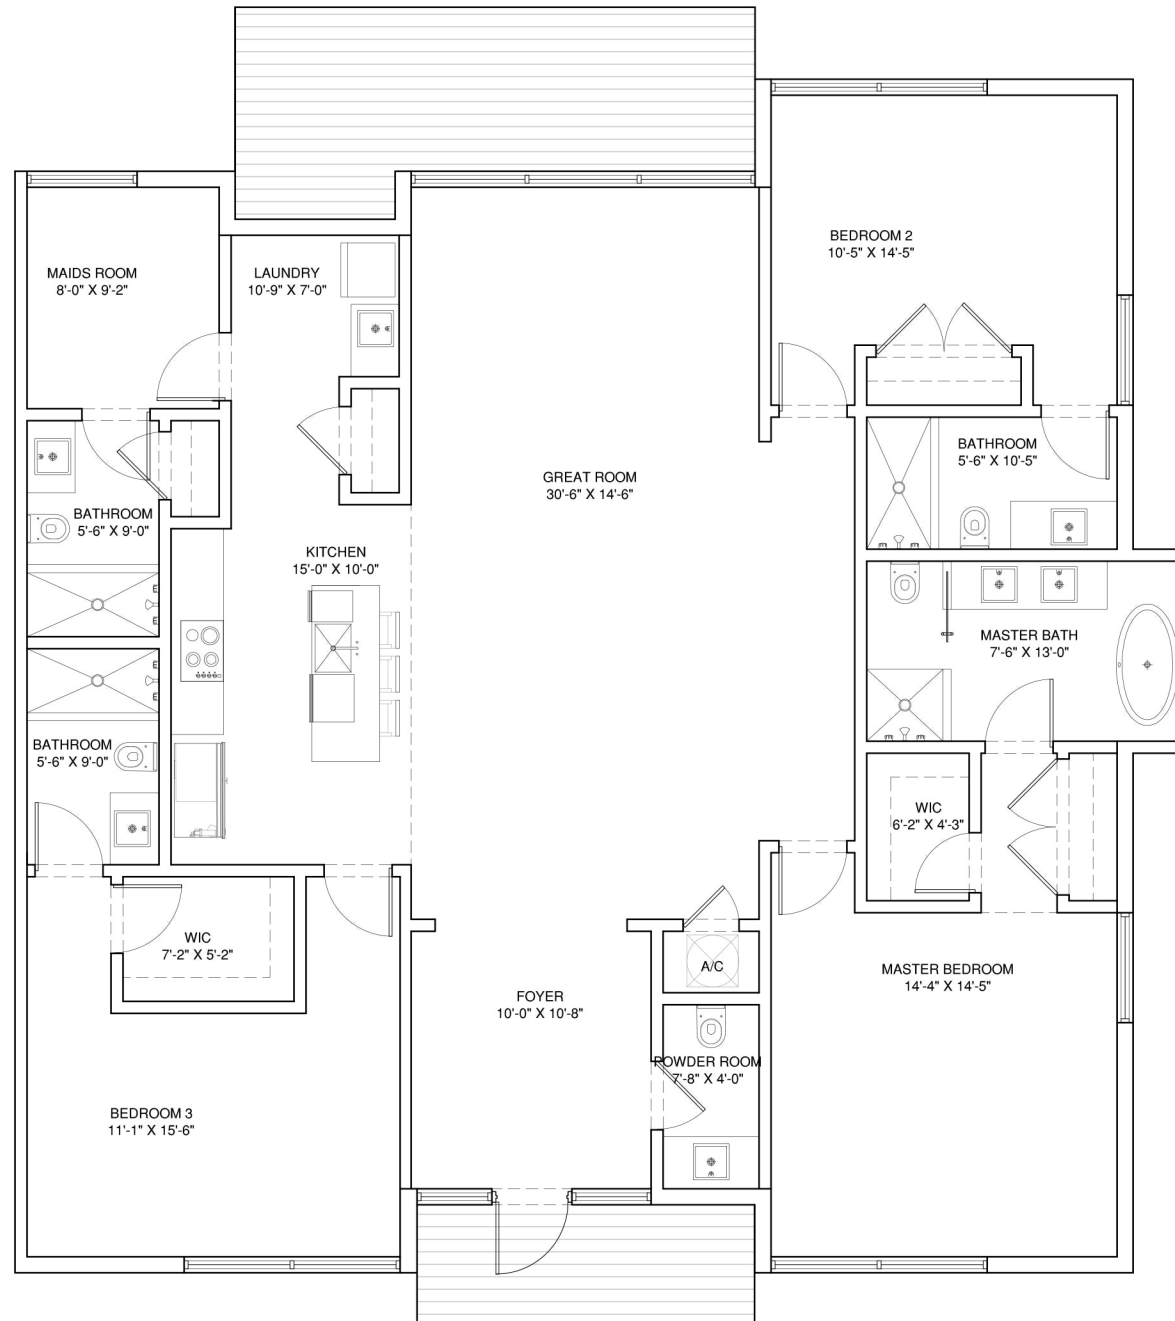 BEDROOM 2
10'-5" X 14'-5"
MAIDS ROOM
8'-0" X 9'-2"
LAUNDRY
10'-9" X 7'-0"
BATHROOM
5'-6" X 10'-5"
GREAT ROOM
30'-6" X 14'-6"
BATHROOM
5'-6" X 9'-0"
KITCHEN
15'-0" X 10'-0"
MASTER BATH
7'-6" X 13'-0"
BATHROOM
5'-6" X 9'-0"
WIC
6'-2" X 4'-3"
WIC
7'-2" X 5'-2"
A/C
MASTER BEDROOM
14'-4" X 14'-5"
FOYER
10'-0" X 10'-8"
POWDER ROOM
7'-8" X 4'-0"
BEDROOM 3
11'-1" X 15'-6"